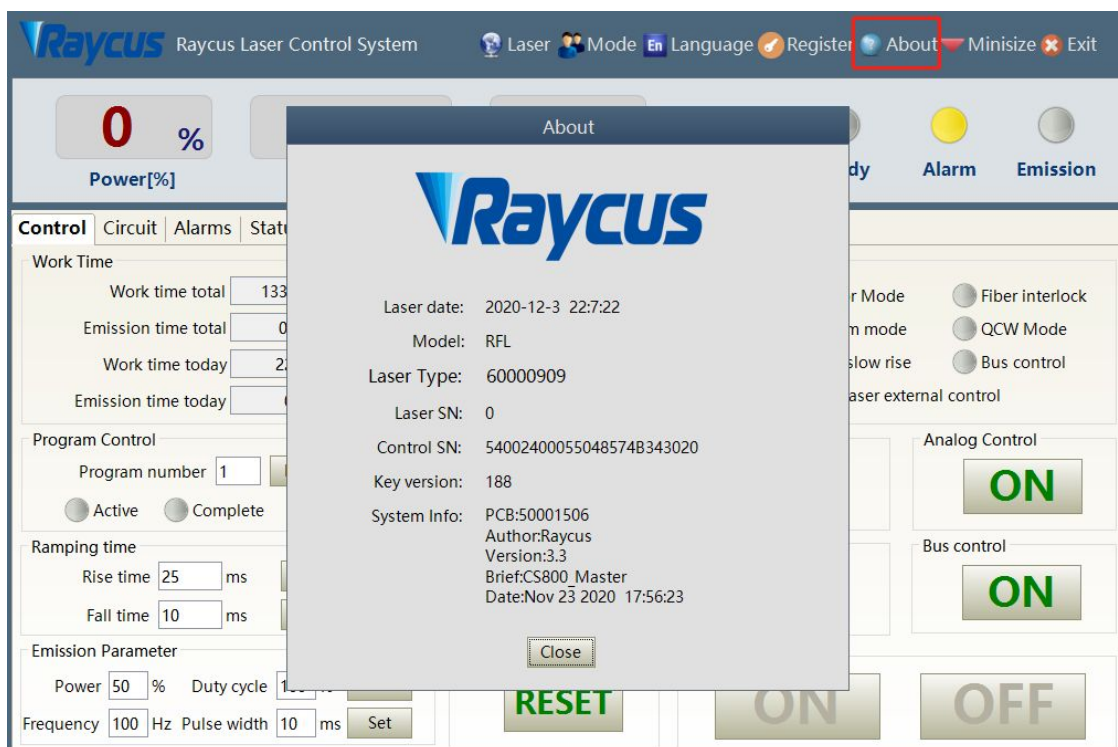 Raycus Raycus Laser Control System Laser Mode En Language Register About Minisize Exit
0 %
Power[%] Alarm Emission
About
Raycus
Control Circuit Alarms
Work Time
Work time total 133
Emission time total 0
Work time today
Emission time today
Mode Fiber interlock
mode QCW Mode
slow rise Bus control
external control
Laser date: 2020-12-3 22:7:22
Model: RFL
Laser Type: 60000909
Laser SN: 0
Control SN: 54002400055048574B343020
Key version: 188
System Info: PCB:50001506
Author:Raycus
Version:3.3
Brief:CS800_Master
Date:Nov 23 2020 17:56:23
Close
Program Control
Program number 1
Active Complete
Analog Control
ON
Ramping time
Rise time 25 ms
Fall time 10 ms
Bus control
ON
Emission Parameter
Power 50 % Duty cycle
Frequency 100 Hz Pulse width 10 ms Set
RESET ON OFF